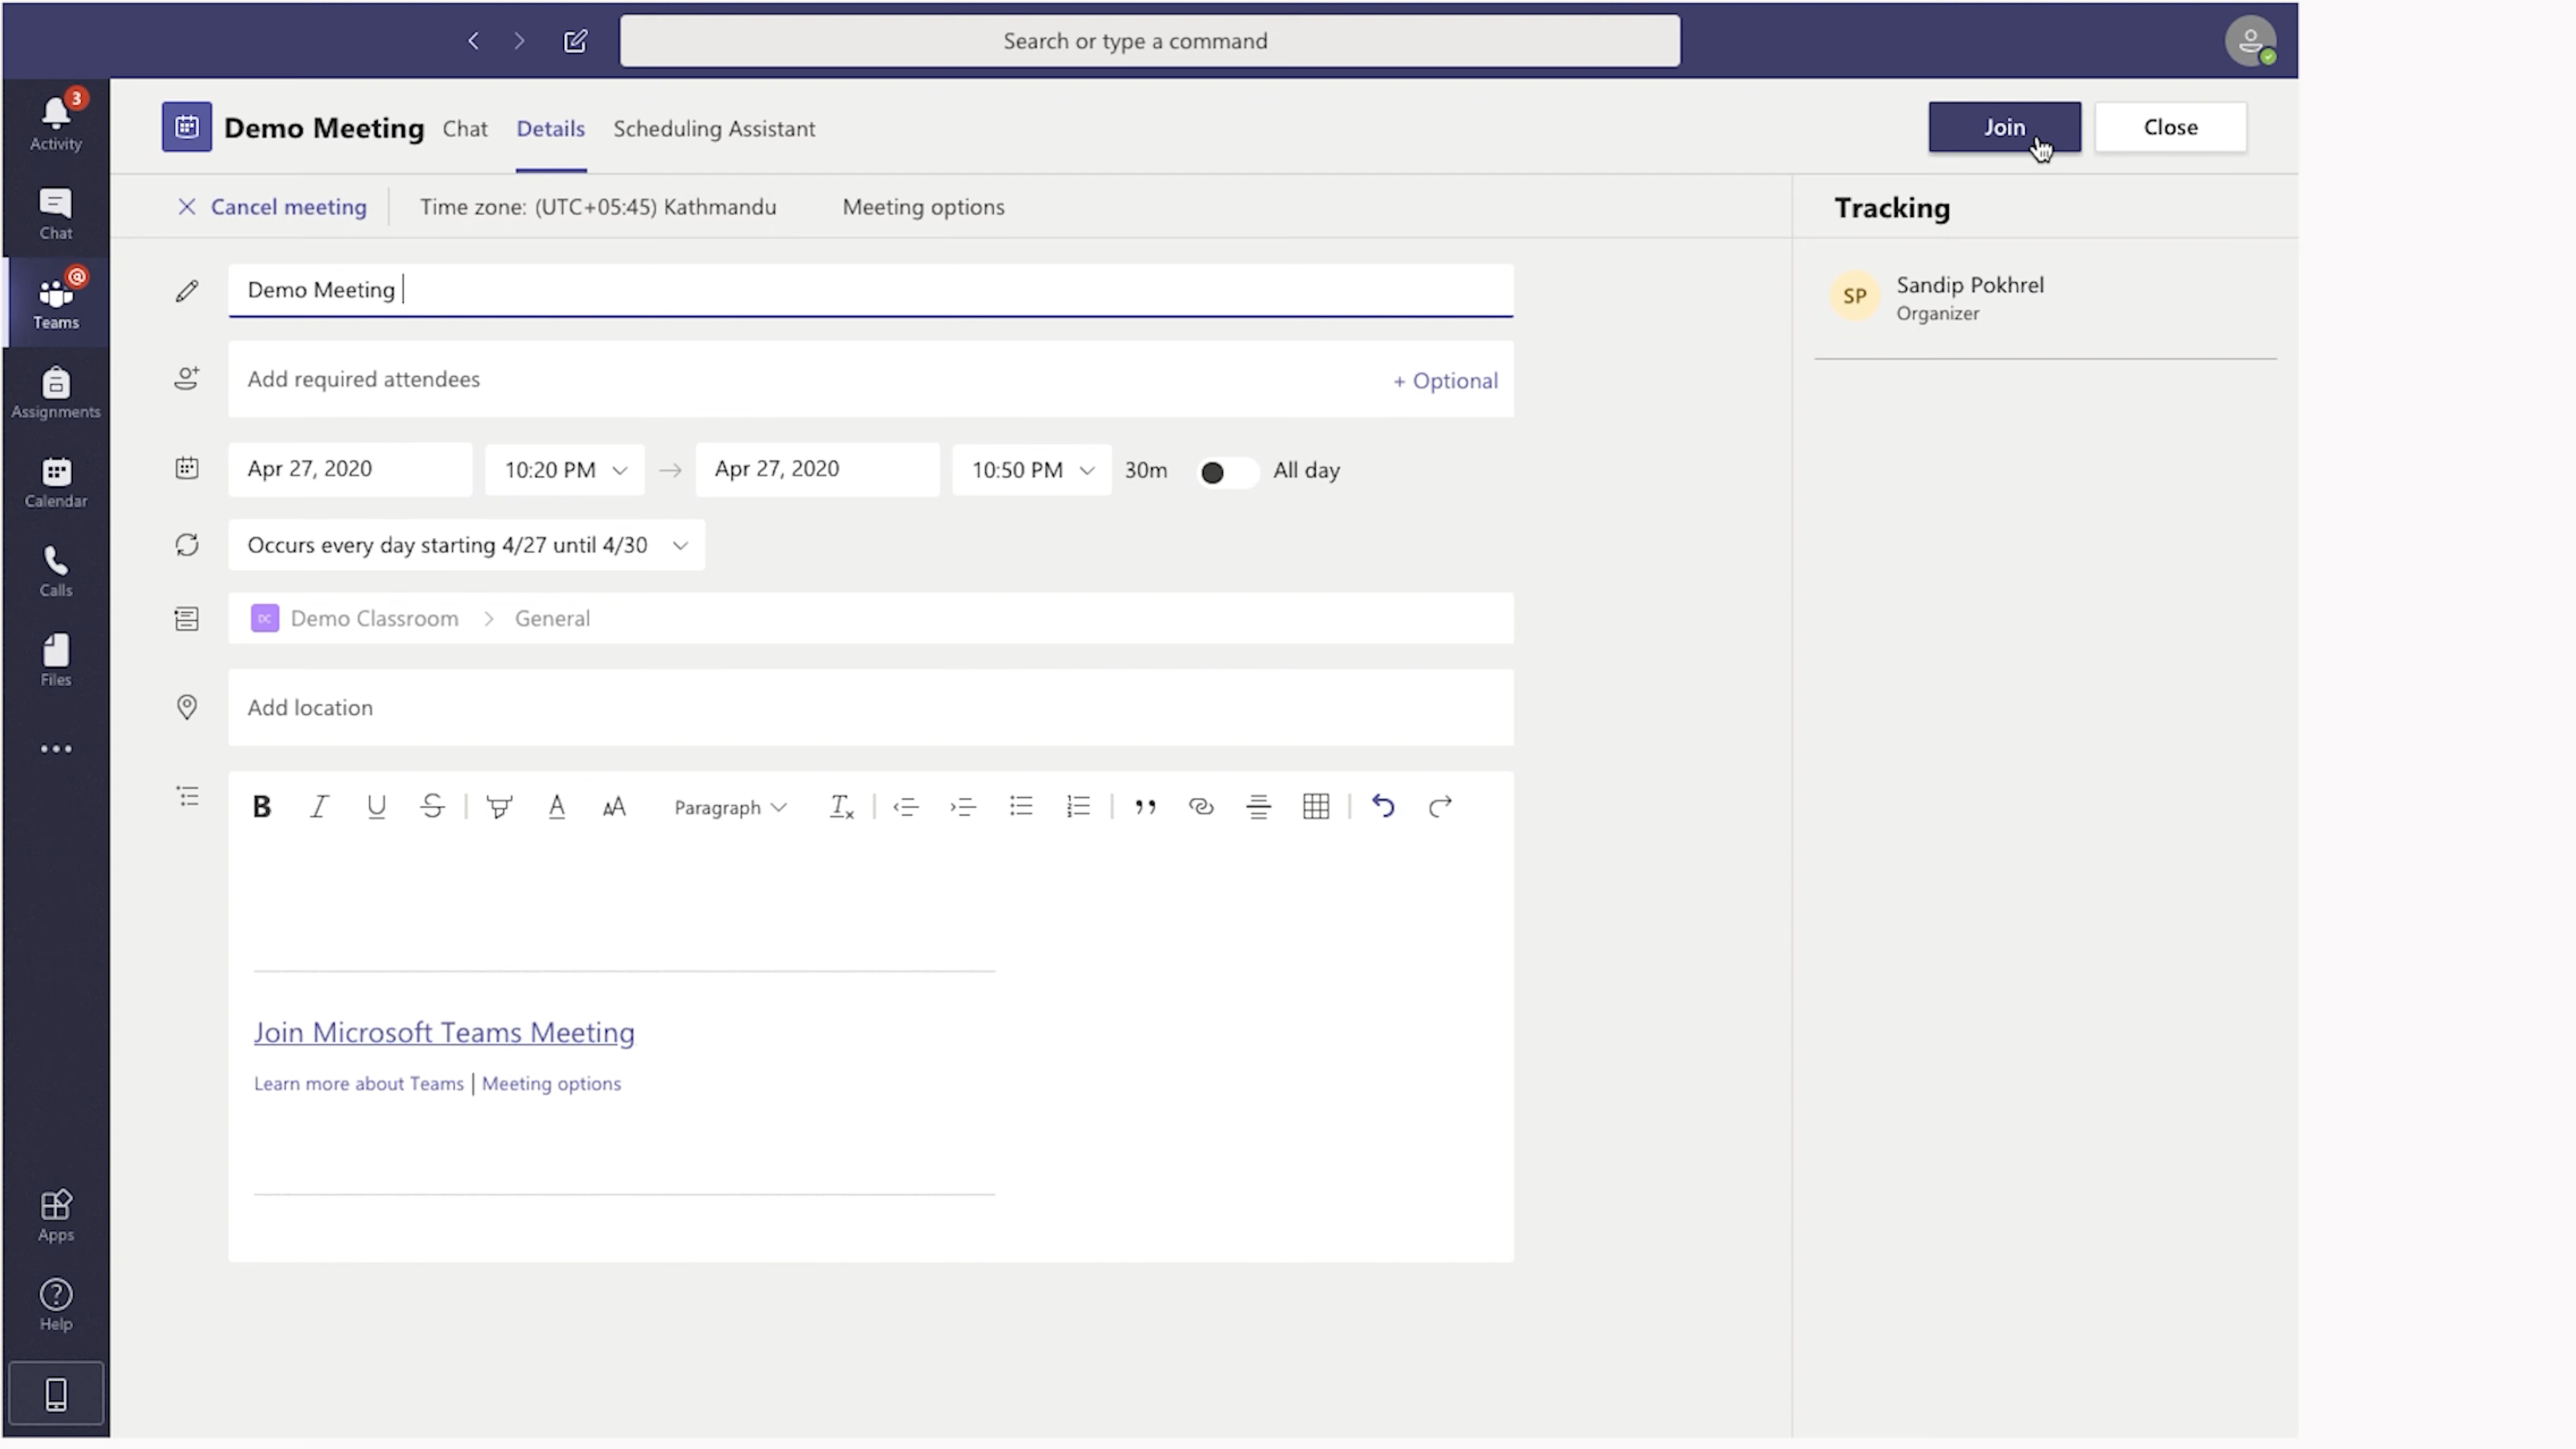 Search or type a command
3
Activity
Chat
@
Teams
Assignments
Calendar
Calls
Files
Apps
Help
Demo Meeting Chat Details Scheduling Assistant
Join Close
Cancel meeting Time zone: (UTC+05:45) Kathmandu Meeting options
Tracking
Demo Meeting
SP Sandip Pokhrel
Organizer
Add required attendees + Optional
Apr 27, 2020 10:20 PM → Apr 27, 2020 10:50 PM 30m All day
Occurs every day starting 4/27 until 4/30
DC Demo Classroom > General
Add location
B I U S A AA Paragraph Tx
Join Microsoft Teams Meeting
Learn more about Teams | Meeting options